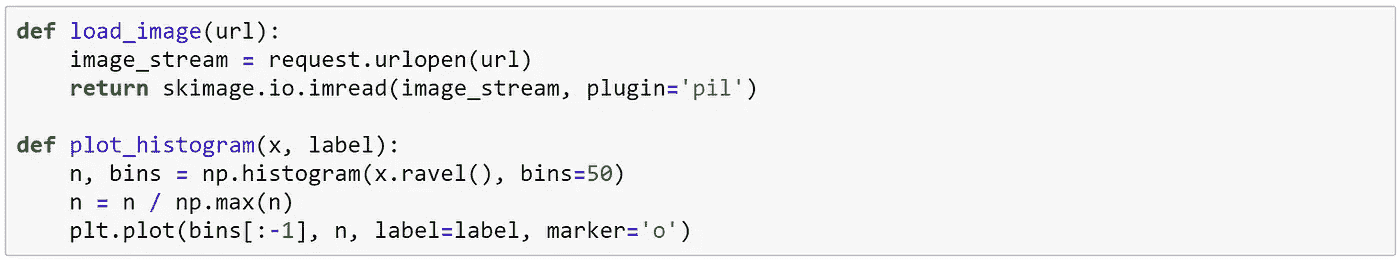 def load_image(url):
    image_stream = request.urlopen(url)
    return skimage.io.imread(image_stream, plugin='pil')

def plot_histogram(x, label):
    n, bins = np.histogram(x.ravel(), bins=50)
    n = n / np.max(n)
    plt.plot(bins[:-1], n, label=label, marker='o')